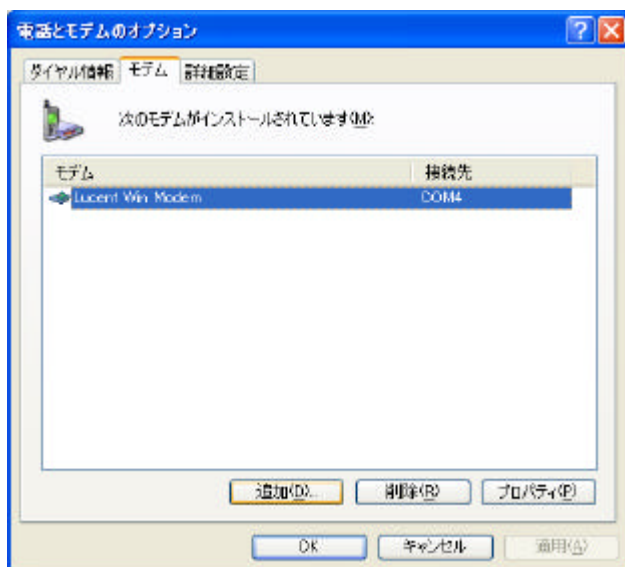 電話とモデムのオプション
ダイヤル情報 モデム 詳細設定
次のモデムがインストールされています(M):
モデム 接続先
Lucent Win Modem COM4
追加(D)... 削除(R) プロパティ(P)
OK キャンセル 適用(A)